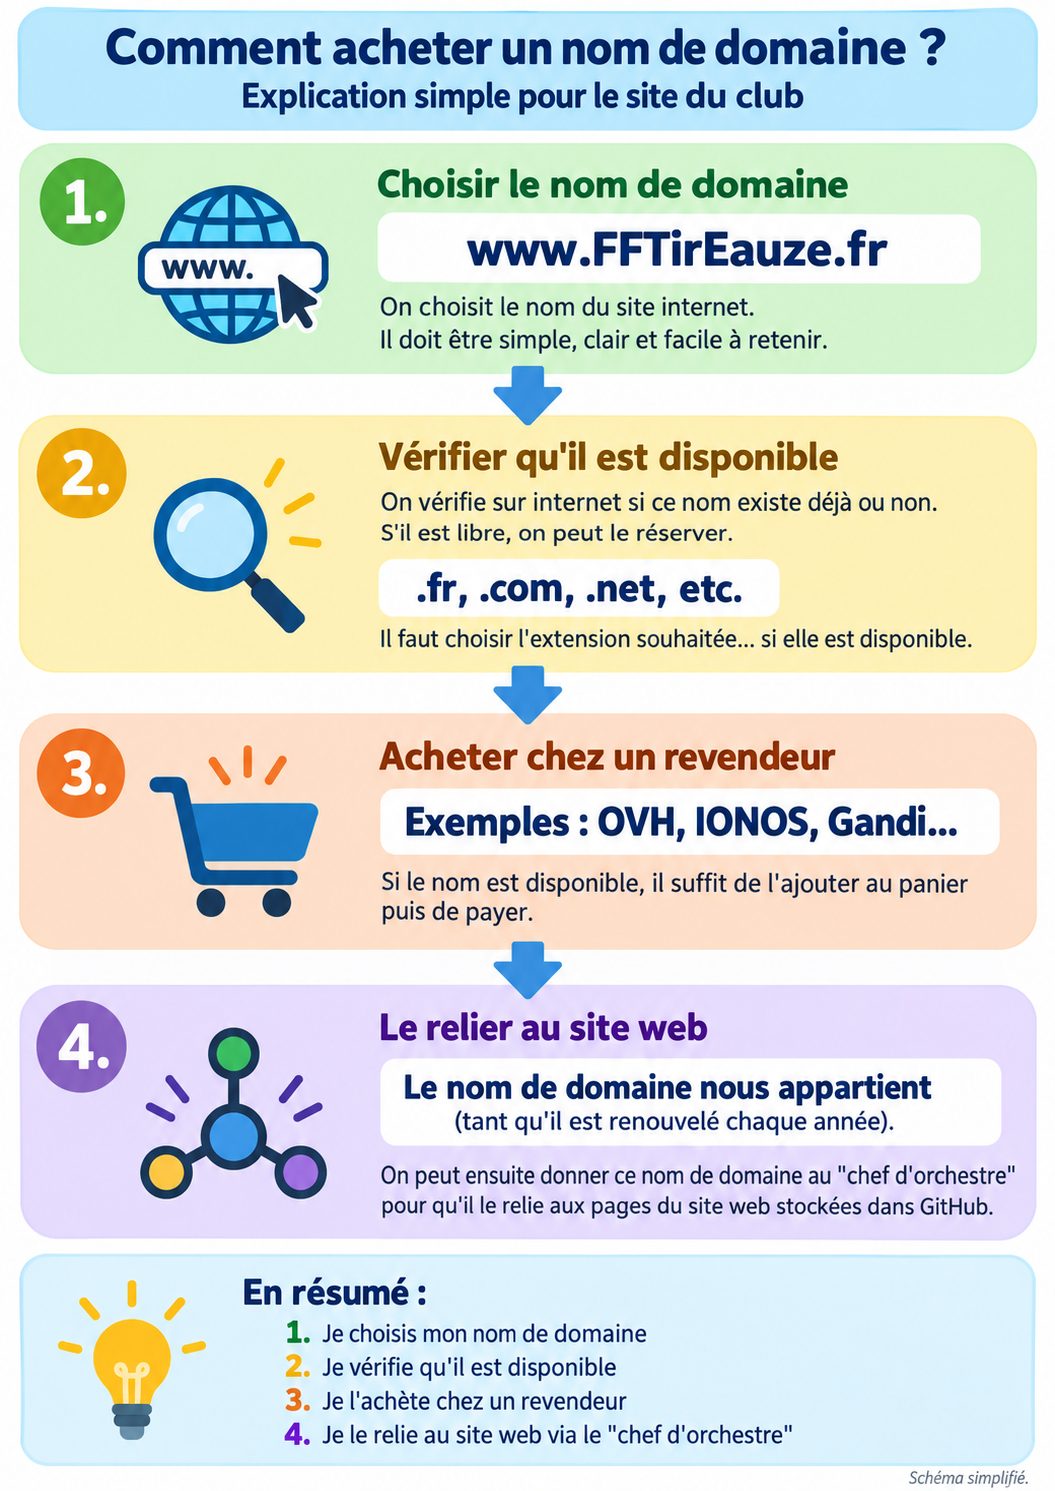 Comment acheter un nom de domaine ?
Explication simple pour le site du club
1.
www.
Choisir le nom de domaine
www.FFTirEauze.fr
On choisit le nom du site internet.
Il doit être simple, clair et facile à retenir.
2.
Vérifier qu'il est disponible
On vérifie sur internet si ce nom existe déjà ou non.
S'il est libre, on peut le réserver.
.fr, .com, .net, etc.
Il faut choisir l'extension souhaitée... si elle est disponible.
3.
Acheter chez un revendeur
Exemples : OVH, IONOS, Gandi...
Si le nom est disponible, il suffit de l'ajouter au panier
puis de payer.
4.
Le relier au site web
Le nom de domaine nous appartient
(tant qu'il est renouvelé chaque année).
On peut ensuite donner ce nom de domaine au "chef d'orchestre"
pour qu'il le relie aux pages du site web stockées dans GitHub.
En résumé :
1. Je choisis mon nom de domaine
2. Je vérifie qu'il est disponible
3. Je l'achète chez un revendeur
4. Je le relie au site web via le "chef d'orchestre"
Schéma simplifié.